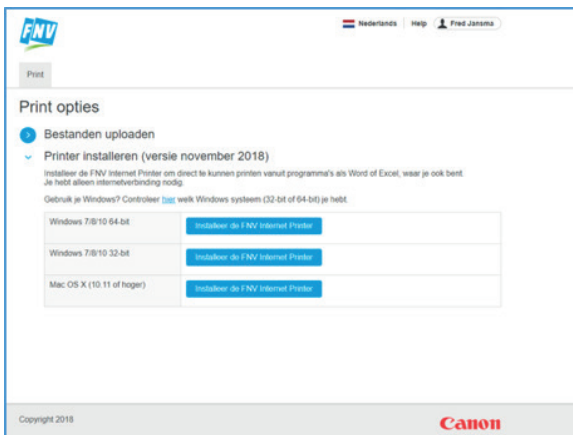 FNV
Nederlands Help Fred Jansma
Print
Print opties
Bestanden uploaden
Printer installeren (versie november 2018)
Installeer de FNV Internet Printer om direct te kunnen printen vanuit programma's als Word of Excel, waar je ook bent.
Je hebt alleen internetverbinding nodig.
Gebruik je Windows? Controleer hier welk Windows systeem (32-bit of 64-bit) je hebt.
Windows 7/8/10 64-bit Installeer de FNV Internet Printer
Windows 7/8/10 32-bit Installeer de FNV Internet Printer
Mac OS X (10.11 of hoger) Installeer de FNV Internet Printer
Copyright 2018
Canon